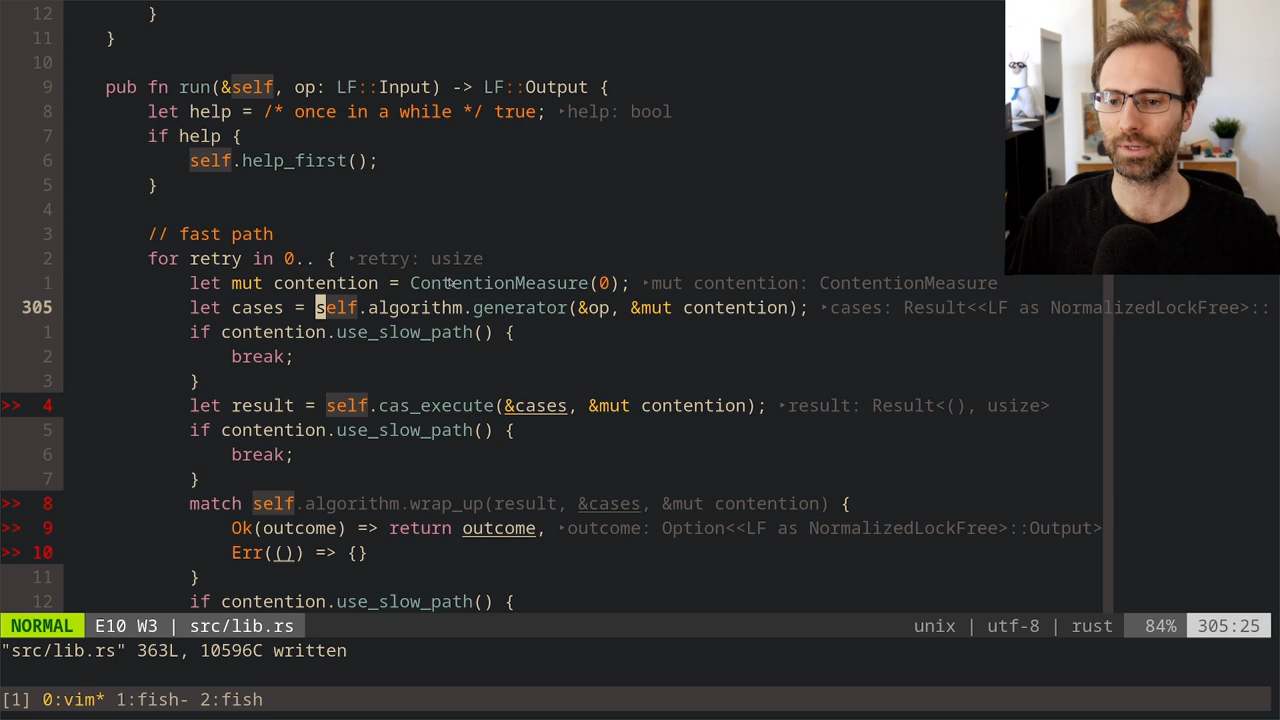 12 }
11 }
10
9 pub fn run(&self, op: LF::Input) -> LF::Output {
8 let help = /* once in a while */ true; ‣help: bool
7 if help {
6 self.help_first();
5 }
4
3 // fast path
2 for retry in 0.. { ‣retry: usize
1 let mut contention = ContentionMeasure(0); ‣mut contention: ContentionMeasure
305 let cases = self.algorithm.generator(&op, &mut contention); ‣cases: Result<<LF as NormalizedLockFree>::
1 if contention.use_slow_path() {
2 break;
3 }
>> 4 let result = self.cas_execute(&cases, &mut contention); ‣result: Result<(), usize>
5 if contention.use_slow_path() {
6 break;
7 }
>> 8 match self.algorithm.wrap_up(result, &cases, &mut contention) {
>> 9 Ok(outcome) => return outcome, ‣outcome: Option<<LF as NormalizedLockFree>::Output>
>> 10 Err(()) => {}
11 }
12 if contention.use_slow_path() {
NORMAL E10 W3 | src/lib.rs unix | utf-8 | rust 84% 305:25
"src/lib.rs" 363L, 10596C written
[1] 0:vim* 1:fish- 2:fish